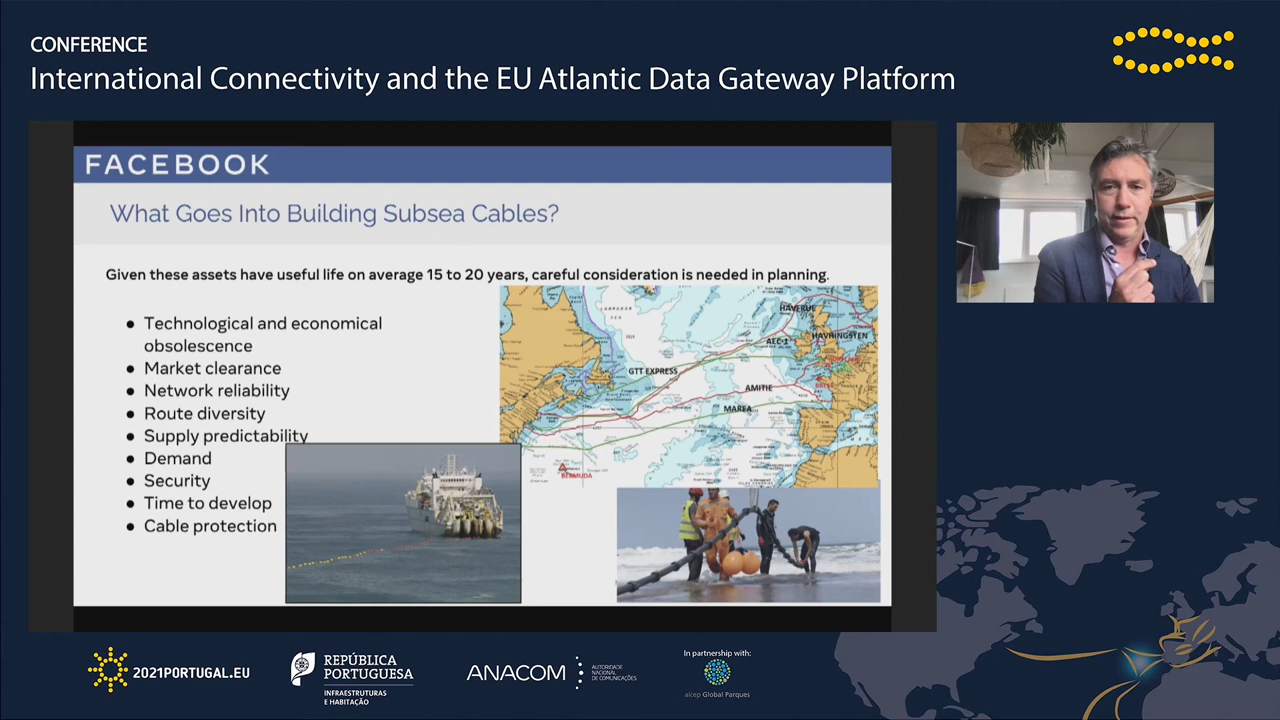 CONFERENCE
International Connectivity and the EU Atlantic Data Gateway Platform
FACEBOOK
What Goes Into Building Subsea Cables?
Given these assets have useful life on average 15 to 20 years, careful consideration is needed in planning.
● Technological and economical
obsolescence
● Market clearance
● Network reliability
● Route diversity
● Supply predictability
● Demand
● Security
● Time to develop
● Cable protection
LABRADOR
SEA
HAVFRUE
HAVHINGSTEN
AEC-1
GTT EXPRESS
AMITIE
MAREA
BERMUDA
2021PORTUGAL.EU
REPÚBLICA
PORTUGUESA
INFRAESTRUTURAS
E HABITAÇÃO
ANACOM
AUTORIDADE
NACIONAL
DE COMUNICAÇÕES
In partnership with:
aicep Global Parques